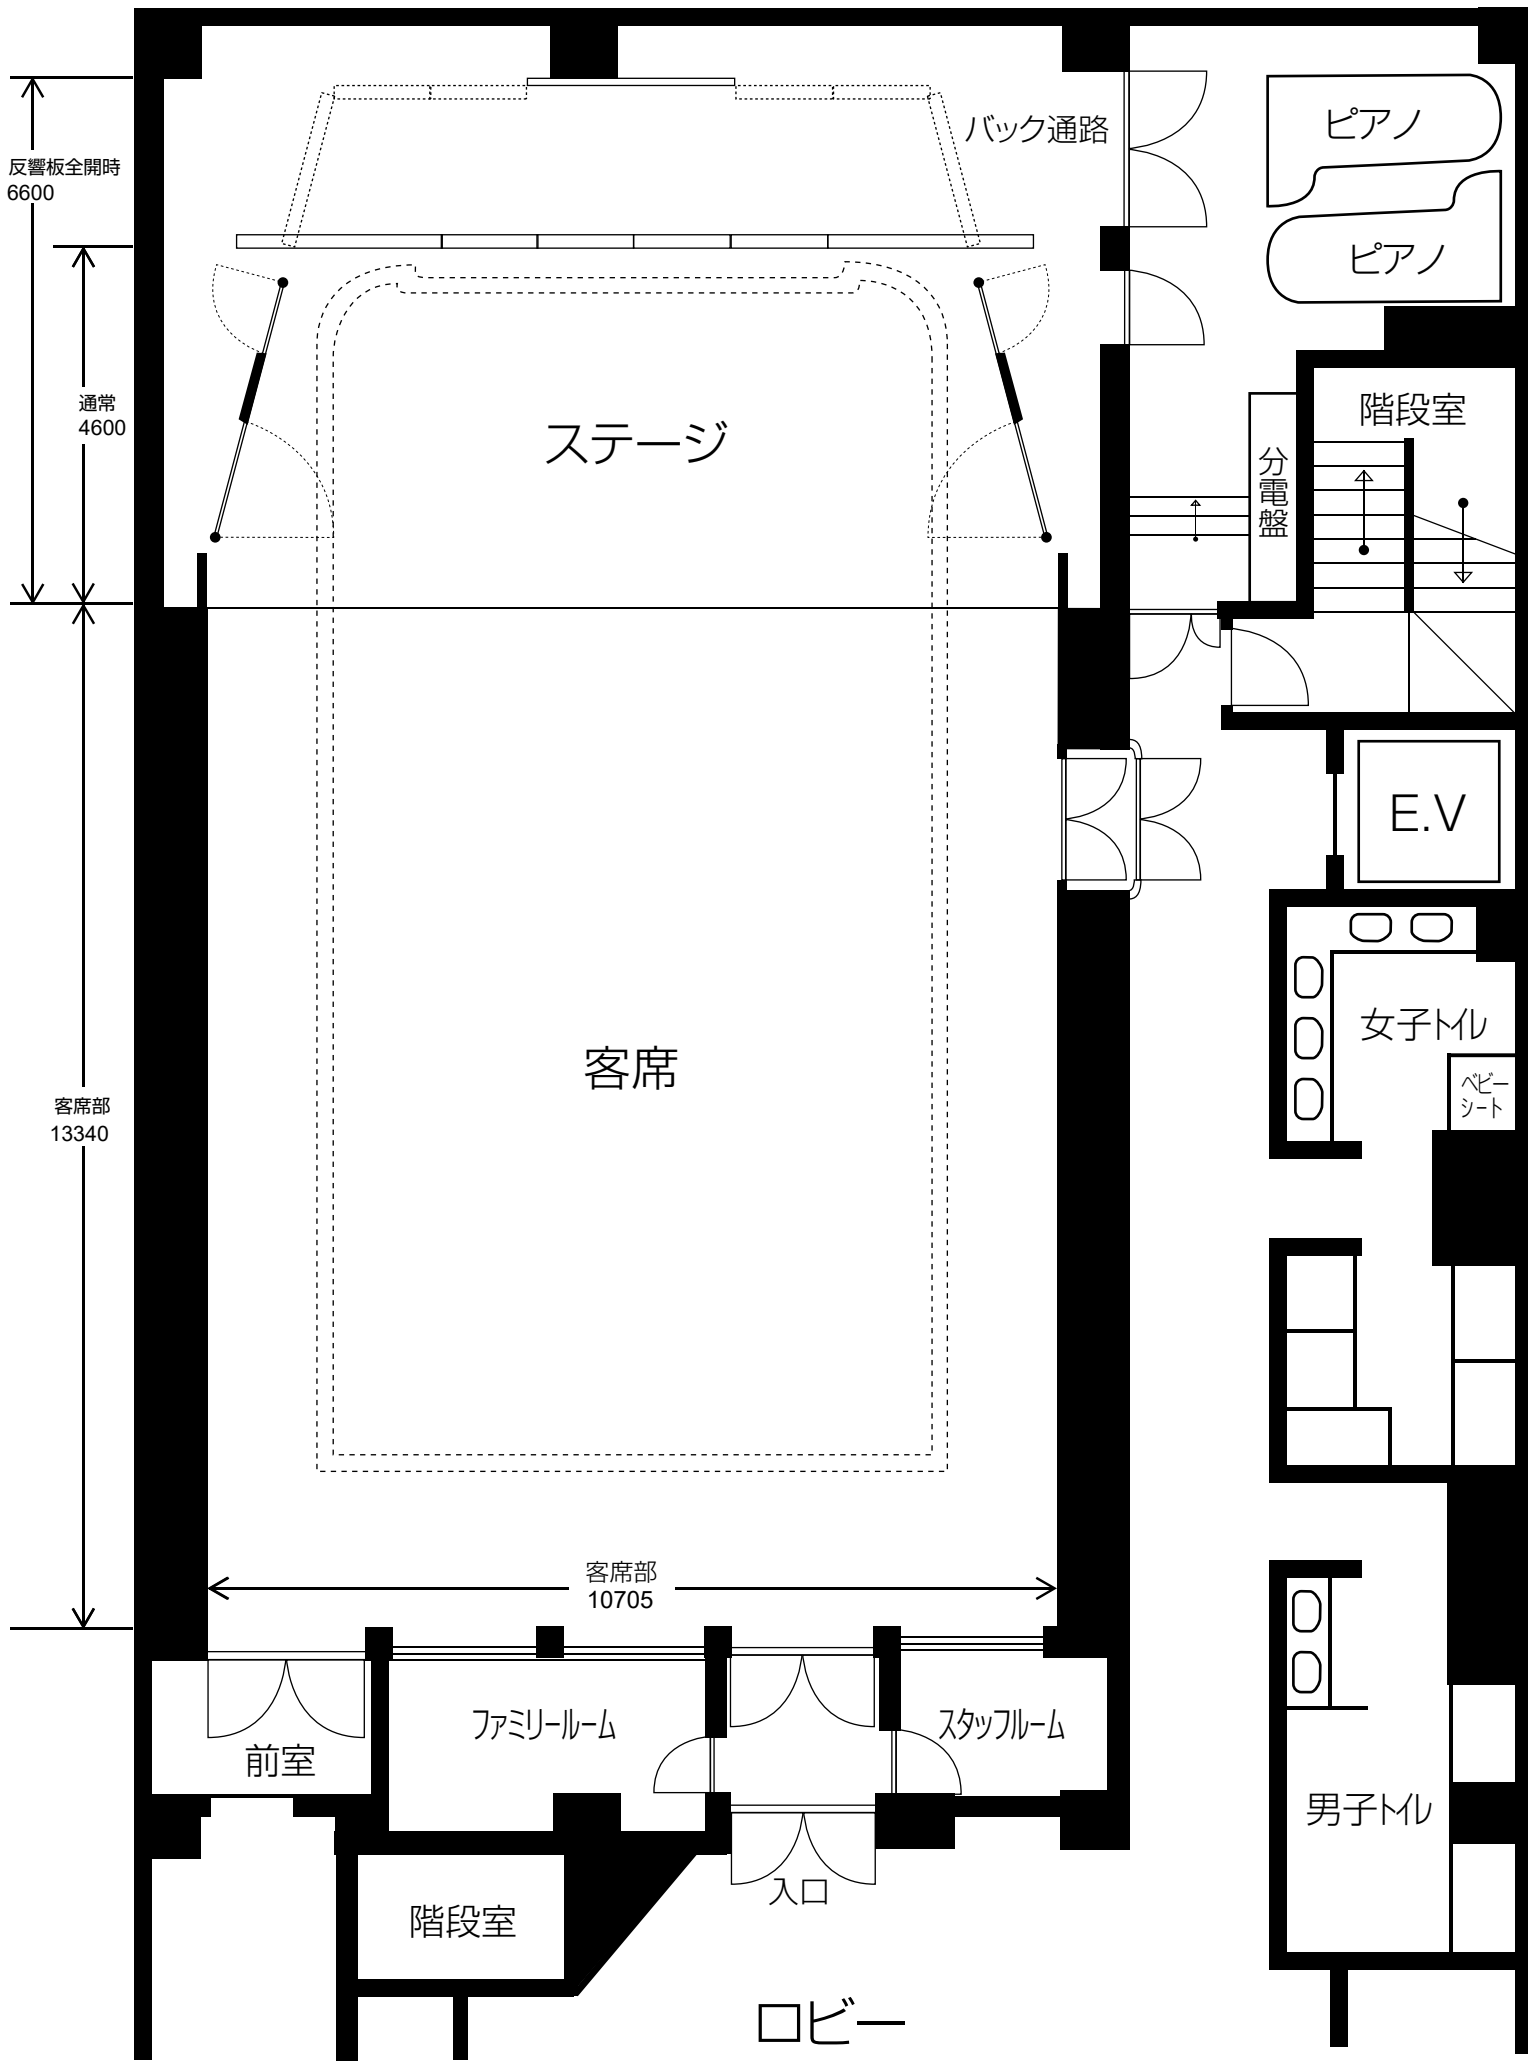 ピアノ
バック通路
反響板全開時
6600
ピアノ
通常
4600
階段室
ステージ
分電盤
E.V
女子トイレ
客席
ベビー
シート
客席部
13340
客席部
10705
ファミリールーム
スタッフルーム
前室
男子トイレ
入口
階段室
ロビー